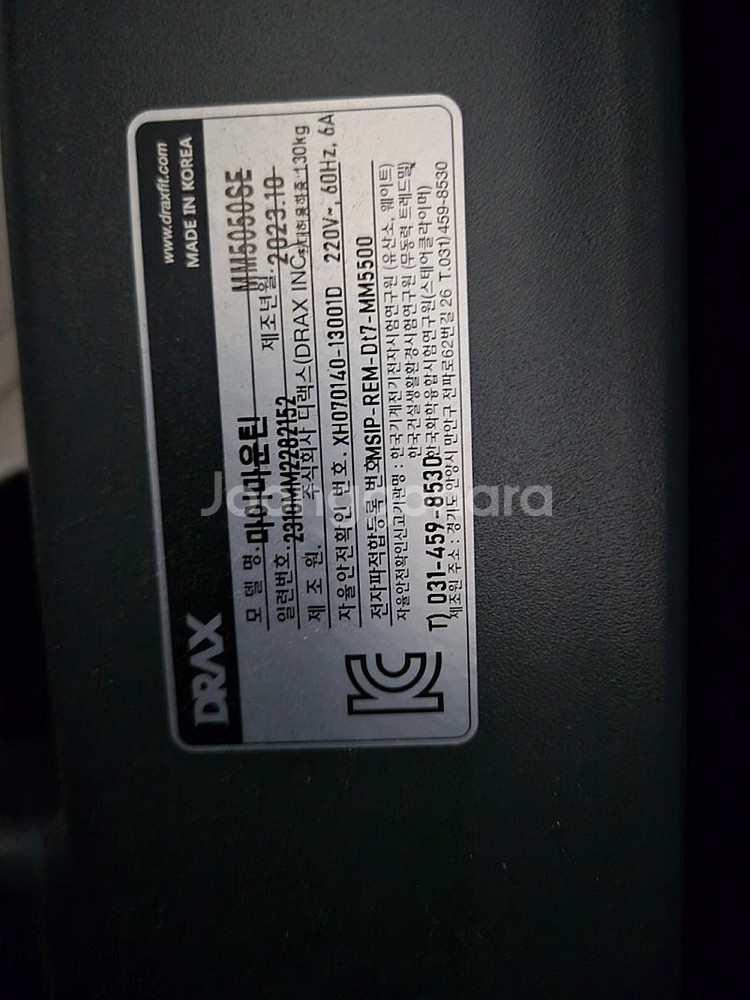 DRAX
www.draxfit.com
MADE IN KOREA
모 델 명. 마이마운틴 MM5050SE
일련번호. 2310MM2282152 제조년월. 2023.10
제 조 원. 주식회사 디랙스(DRAX INC.) 최대허용하중:130kg
자율안전확인 번호. XH070140-13001D 220V~, 60Hz, 6A
전자파적합등록 번호 MSIP-REM-Dt7-MM5500
자율안전확인신고기관명 : 한국기계전기전자시험연구원 (유산소, 웨이트)
한국건설생활환경시험연구원 (무동력 트레드밀)
한국화학융합시험연구원(스테어클라이머)
T) 031-459-8530
제조원 주소 : 경기도 안양시 만안구 전파로62번길 26 T.031)459-8530
Joonggonara